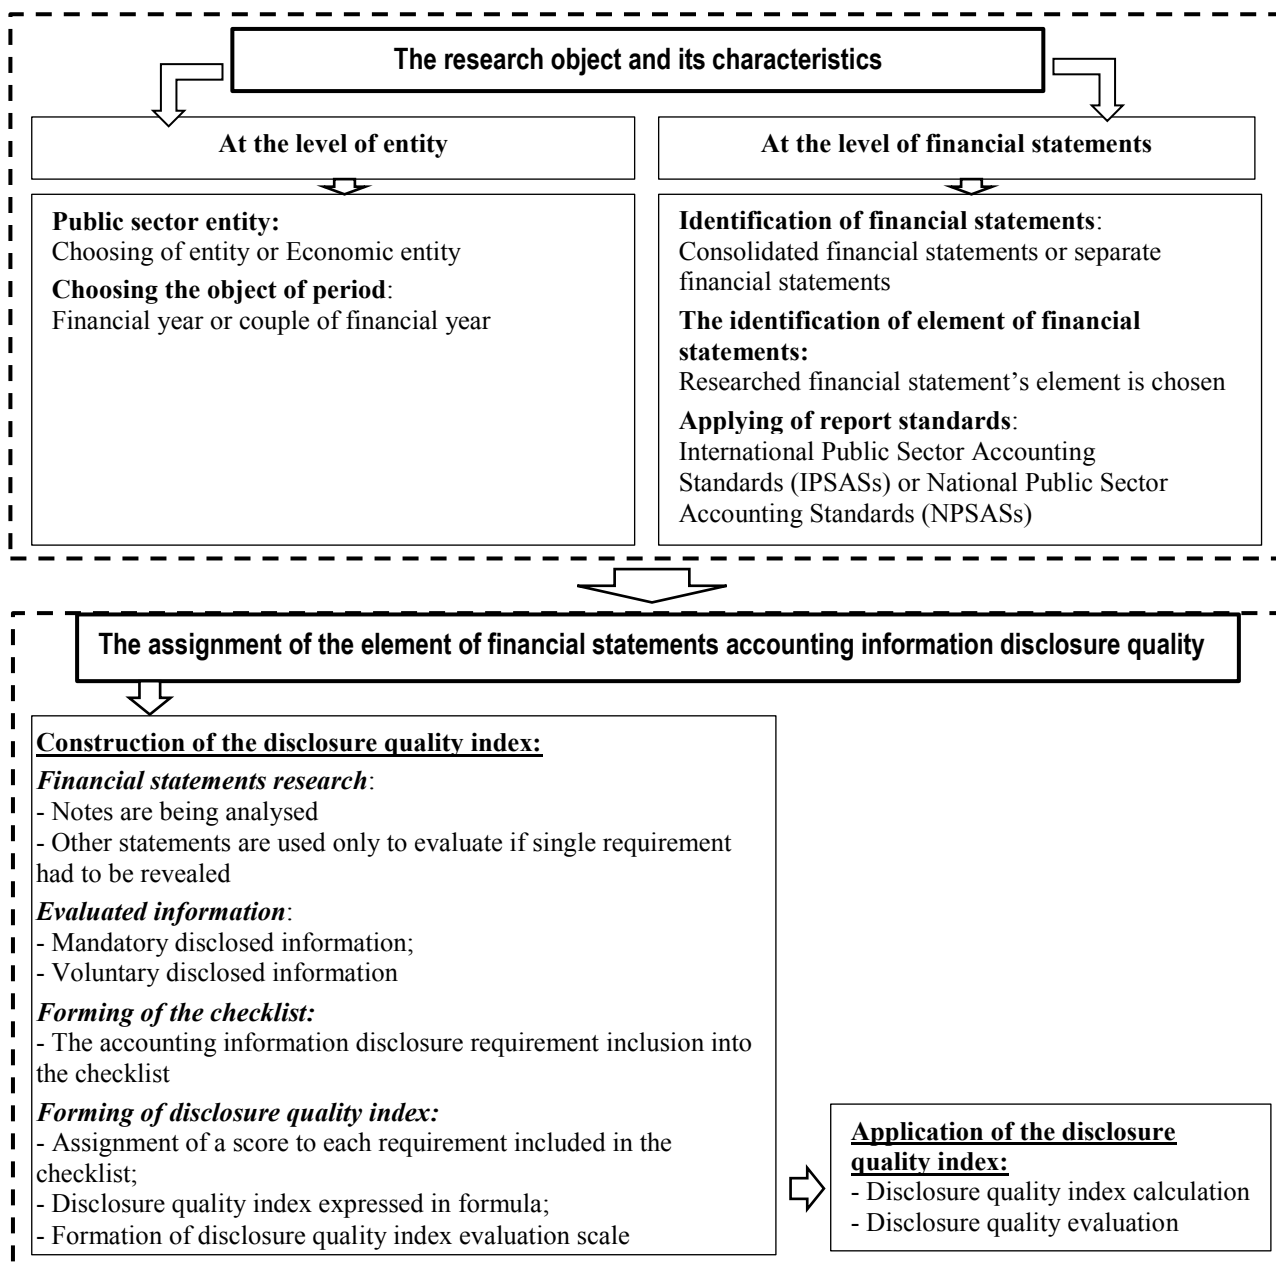 The research object and its characteristics
At the level of entity
Public sector entity:
Choosing of entity or Economic entity
Choosing the object of period:
Financial year or couple of financial year
At the level of financial statements
Identification of financial statements:
Consolidated financial statements or separate
financial statements
The identification of element of financial
statements:
Researched financial statement’s element is chosen
Applying of report standards:
International Public Sector Accounting
Standards (IPSASs) or National Public Sector
Accounting Standards (NPSASs)
The assignment of the element of financial statements accounting information disclosure quality
Construction of the disclosure quality index:
Financial statements research:
- Notes are being analysed
- Other statements are used only to evaluate if single requirement
had to be revealed
Evaluated information:
- Mandatory disclosed information;
- Voluntary disclosed information
Forming of the checklist:
- The accounting information disclosure requirement inclusion into
the checklist
Forming of disclosure quality index:
- Assignment of a score to each requirement included in the
checklist;
- Disclosure quality index expressed in formula;
- Formation of disclosure quality index evaluation scale
Application of the disclosure
quality index:
- Disclosure quality index calculation
- Disclosure quality evaluation